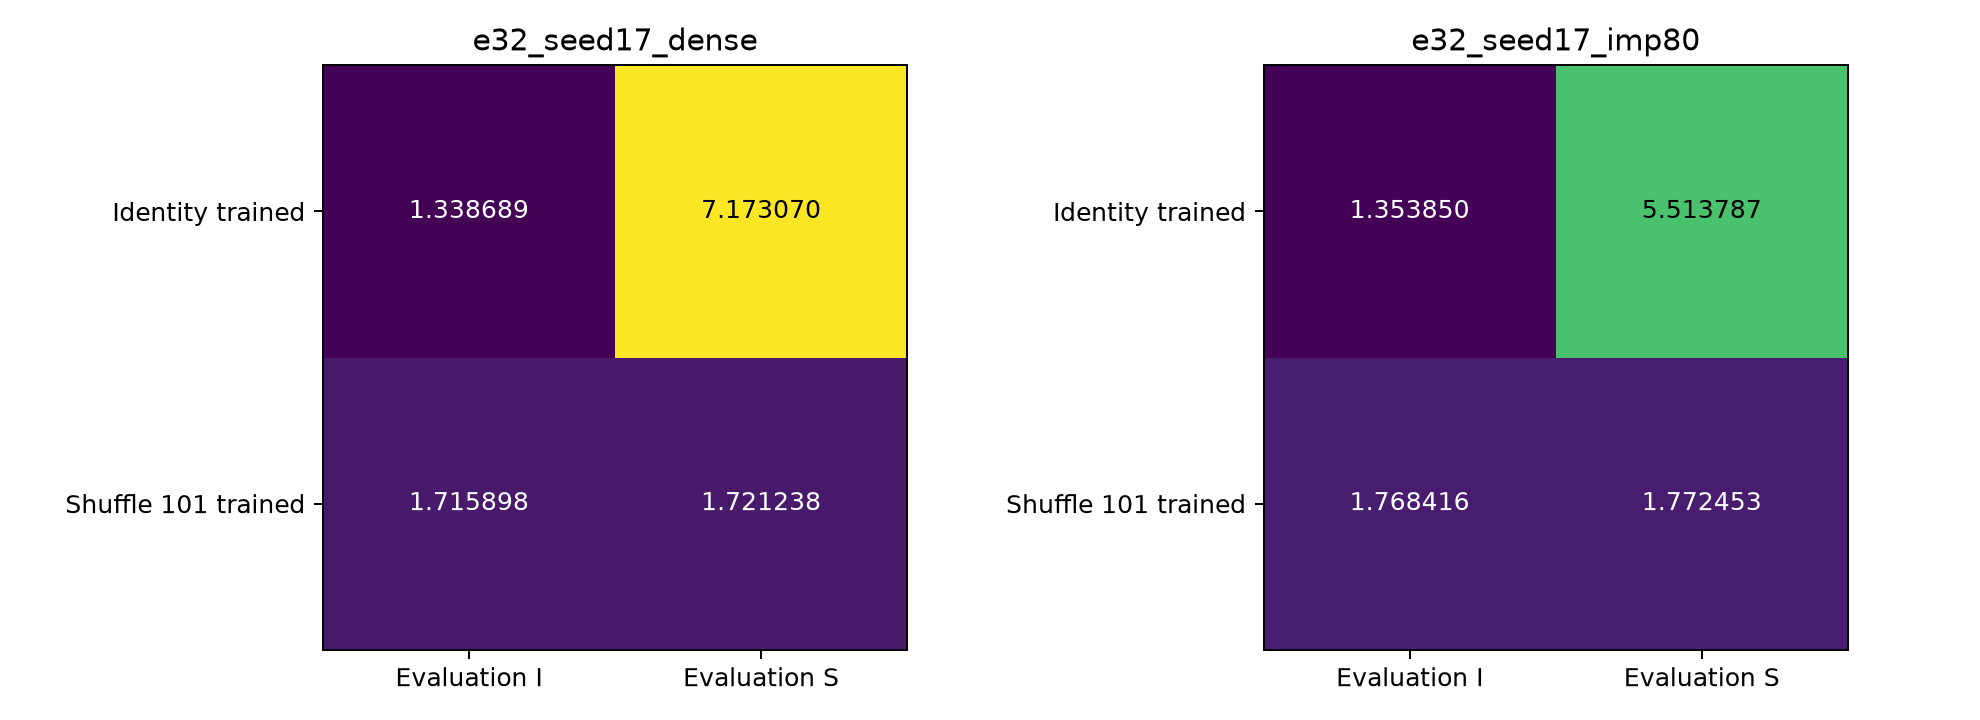 e32_seed17_dense
Identity trained
1.338689
7.173070
Shuffle 101 trained
1.715898
1.721238
Evaluation I
Evaluation S
e32_seed17_imp80
Identity trained
1.353850
5.513787
Shuffle 101 trained
1.768416
1.772453
Evaluation I
Evaluation S